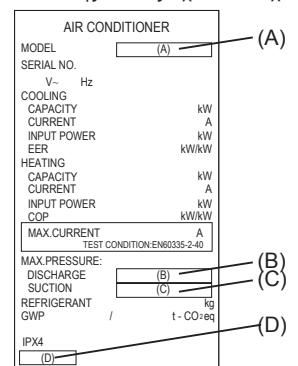 AIR CONDITIONER
MODEL (A) (A)
SERIAL NO.
V~ Hz
COOLING
CAPACITY kW
CURRENT A
INPUT POWER kW
EER kW/kW
HEATING
CAPACITY kW
CURRENT A
INPUT POWER kW
COP kW/kW
MAX.CURRENT A
TEST CONDITION:EN60335-2-40
MAX.PRESSURE:
DISCHARGE (B) (B)
SUCTION (C) (C)
REFRIGERANT kg
GWP / t - CO2eq
(D)
IPX4
(D)